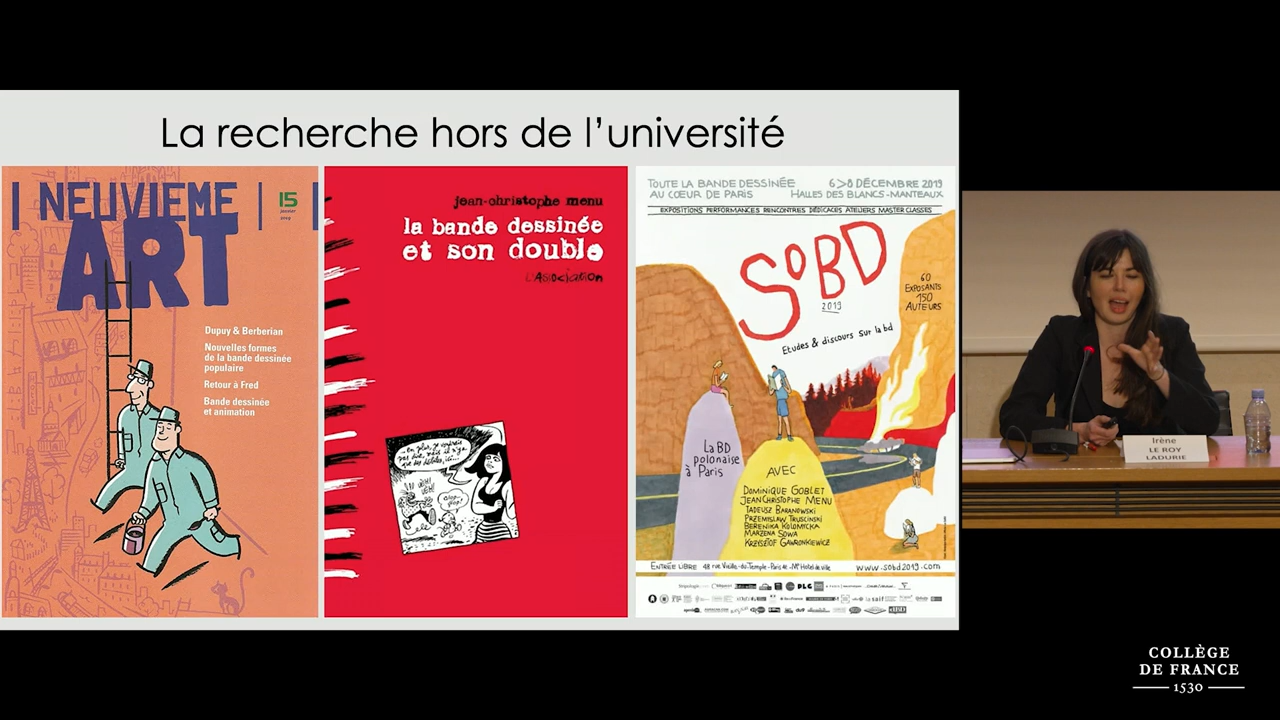 La recherche hors de l’université
NEUVIEME
ART
15
janvier
2009
Dupuy & Berberian
Nouvelles formes
de la bande dessinée
populaire
Retour à Fred
Bande dessinée
et animation
jean-christophe menu
la bande dessinée
et son double
L'Association
TOUTE LA BANDE DESSINÉE
AU CŒUR DE PARIS
6>8 DÉCEMBRE 2019
HALLES DES BLANCS-MANTEAUX
EXPOSITIONS PERFORMANCES RENCONTRES DÉDICACES ATELIERS MASTER CLASSES
SoBD
2019
Etudes & discours sur la bd
60
EXPOSANTS
150
AUTEURS
LA BD
polonaise
à Paris
AVEC
DOMINIQUE GOBLET
JEAN CHRISTOPHE MENU
TADEUSZ BARANOWSKI
PRZEMYSŁAW TRUŚCIŃSKI
BERENIKA KOŁOMYCKA
MARZENA SOWA
KRZYSZTOF GAWRONKIEWICZ
ENTRÉE LIBRE 48 rue Vieille-du-Temple-Paris 4e - M° Hôtel de ville
www.sobd2019.com
Irène
LE ROY
LADURIE
COLLÈGE
DE FRANCE
1530